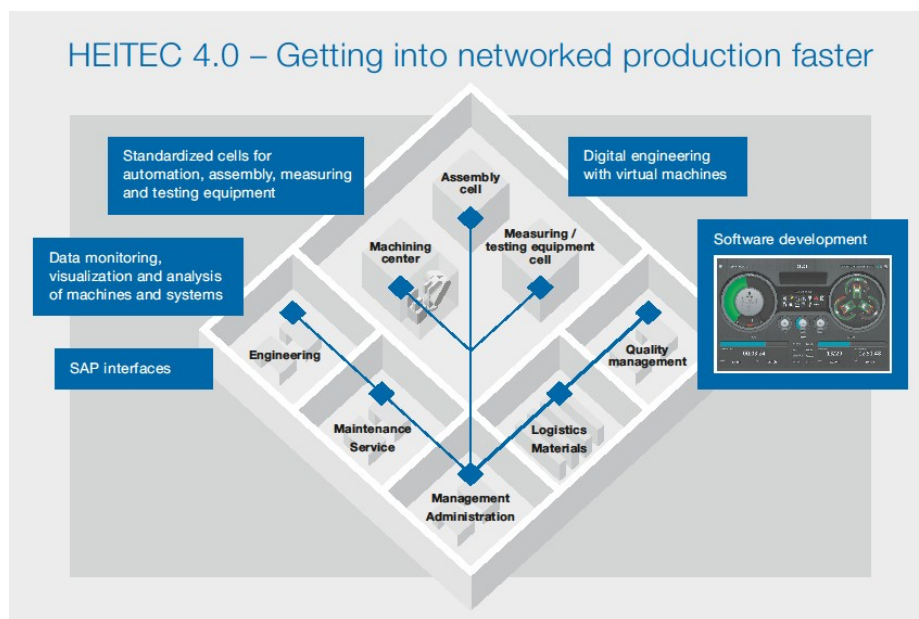 HEITEC 4.0 – Getting into networked production faster
Standardized cells for
automation, assembly, measuring
and testing equipment
Digital engineering
with virtual machines
Assembly
cell
Measuring /
testing equipment
cell
Machining
center
Software development
Data monitoring,
visualization and analysis
of machines and systems
Engineering
Quality
management
SAP interfaces
Maintenance
Service
Logistics
Materials
Management
Administration